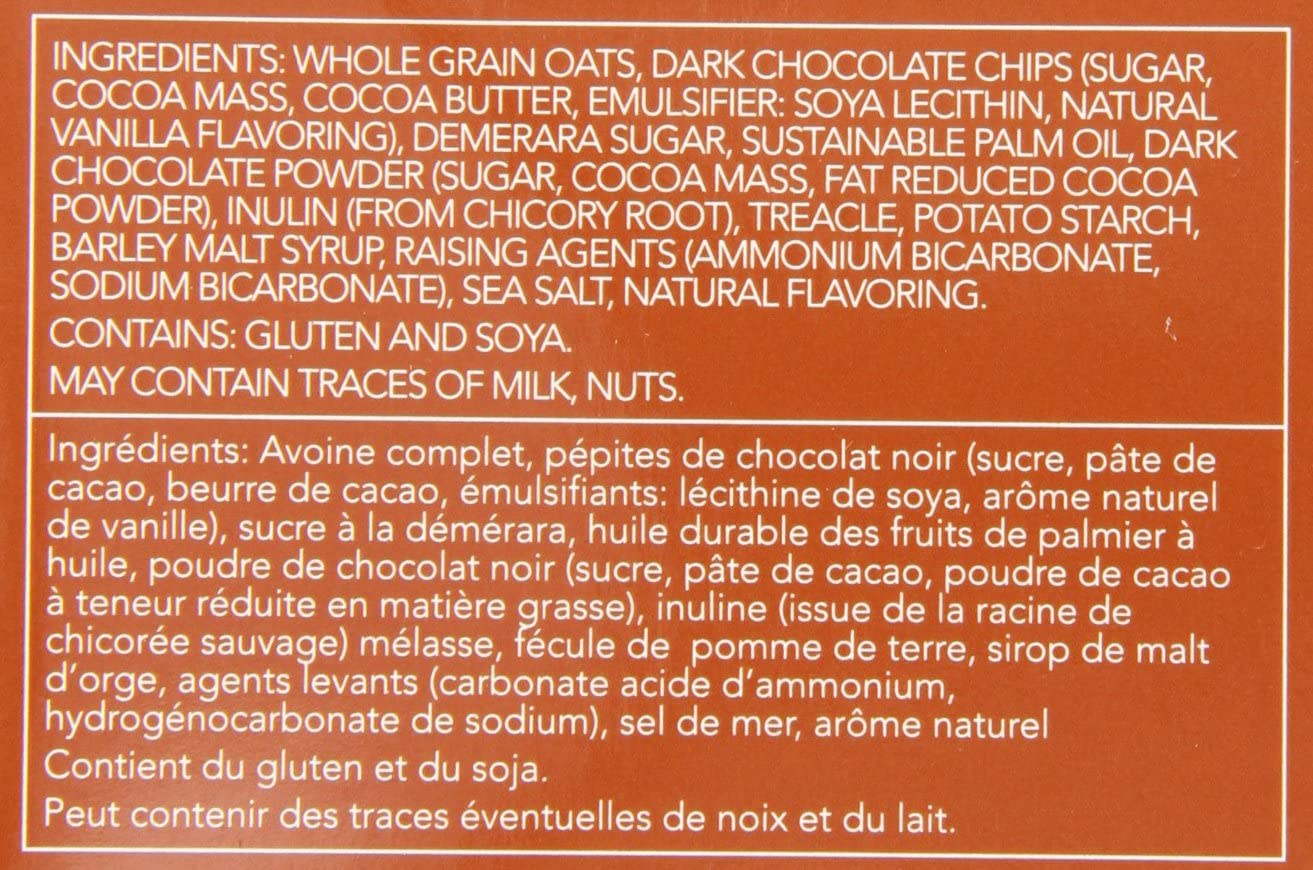 INGREDIENTS: WHOLE GRAIN OATS, DARK CHOCOLATE CHIPS (SUGAR,
COCOA MASS, COCOA BUTTER, EMULSIFIER: SOYA LECITHIN, NATURAL
VANILLA FLAVORING), DEMERARA SUGAR, SUSTAINABLE PALM OIL, DARK
CHOCOLATE POWDER (SUGAR, COCOA MASS, FAT REDUCED COCOA
POWDER), INULIN (FROM CHICORY ROOT), TREACLE, POTATO STARCH,
BARLEY MALT SYRUP, RAISING AGENTS (AMMONIUM BICARBONATE,
SODIUM BICARBONATE), SEA SALT, NATURAL FLAVORING.
CONTAINS: GLUTEN AND SOYA.
MAY CONTAIN TRACES OF MILK, NUTS.
Ingrédients: Avoine complet, pépites de chocolat noir (sucre, pâte de
cacao, beurre de cacao, émulsifiants: lécithine de soya, arôme naturel
de vanille), sucre à la démérara, huile durable des fruits de palmier à
huile, poudre de chocolat noir (sucre, pâte de cacao, poudre de cacao
à teneur réduite en matière grasse), inuline (issue de la racine de
chicorée sauvage) mélasse, fécule de pomme de terre, sirop de malt
d'orge, agents levants (carbonate acide d'ammonium,
hydrogénocarbonate de sodium), sel de mer, arôme naturel
Contient du gluten et du soja.
Peut contenir des traces éventuelles de noix et du lait.